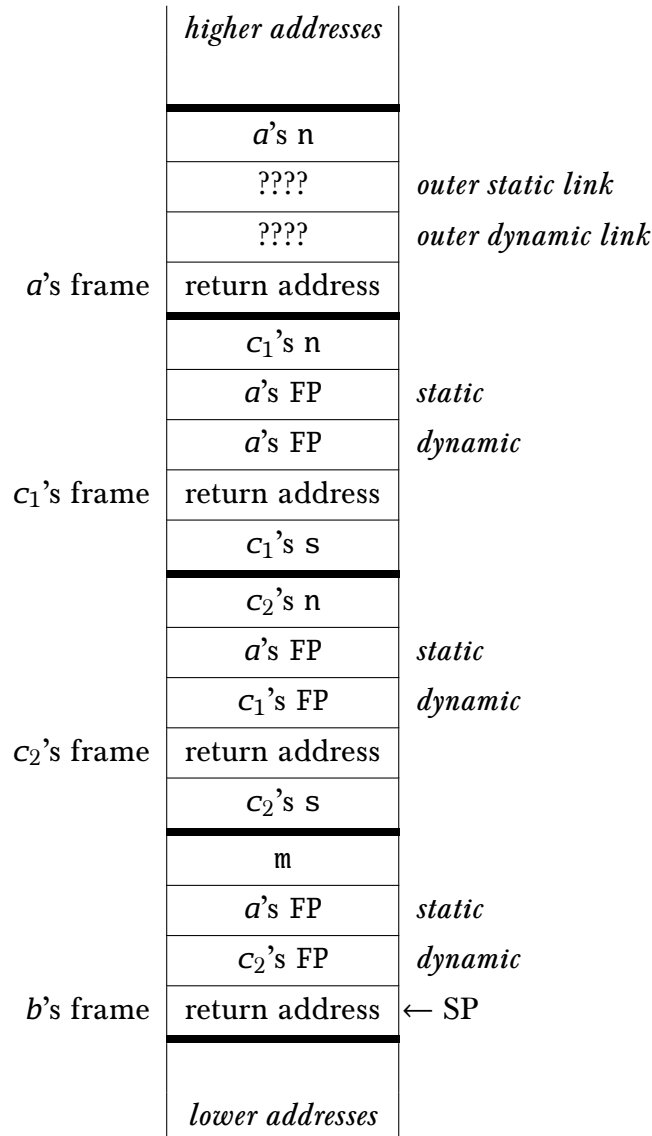 higher addresses
a's n
???? outer static link
???? outer dynamic link
a's frame return address
c₁'s n
a's FP static
a's FP dynamic
c₁'s frame return address
c₁'s s
c₂'s n
a's FP static
c₁'s FP dynamic
c₂'s frame return address
c₂'s s
m
a's FP static
c₂'s FP dynamic
b's frame return address ← SP
lower addresses